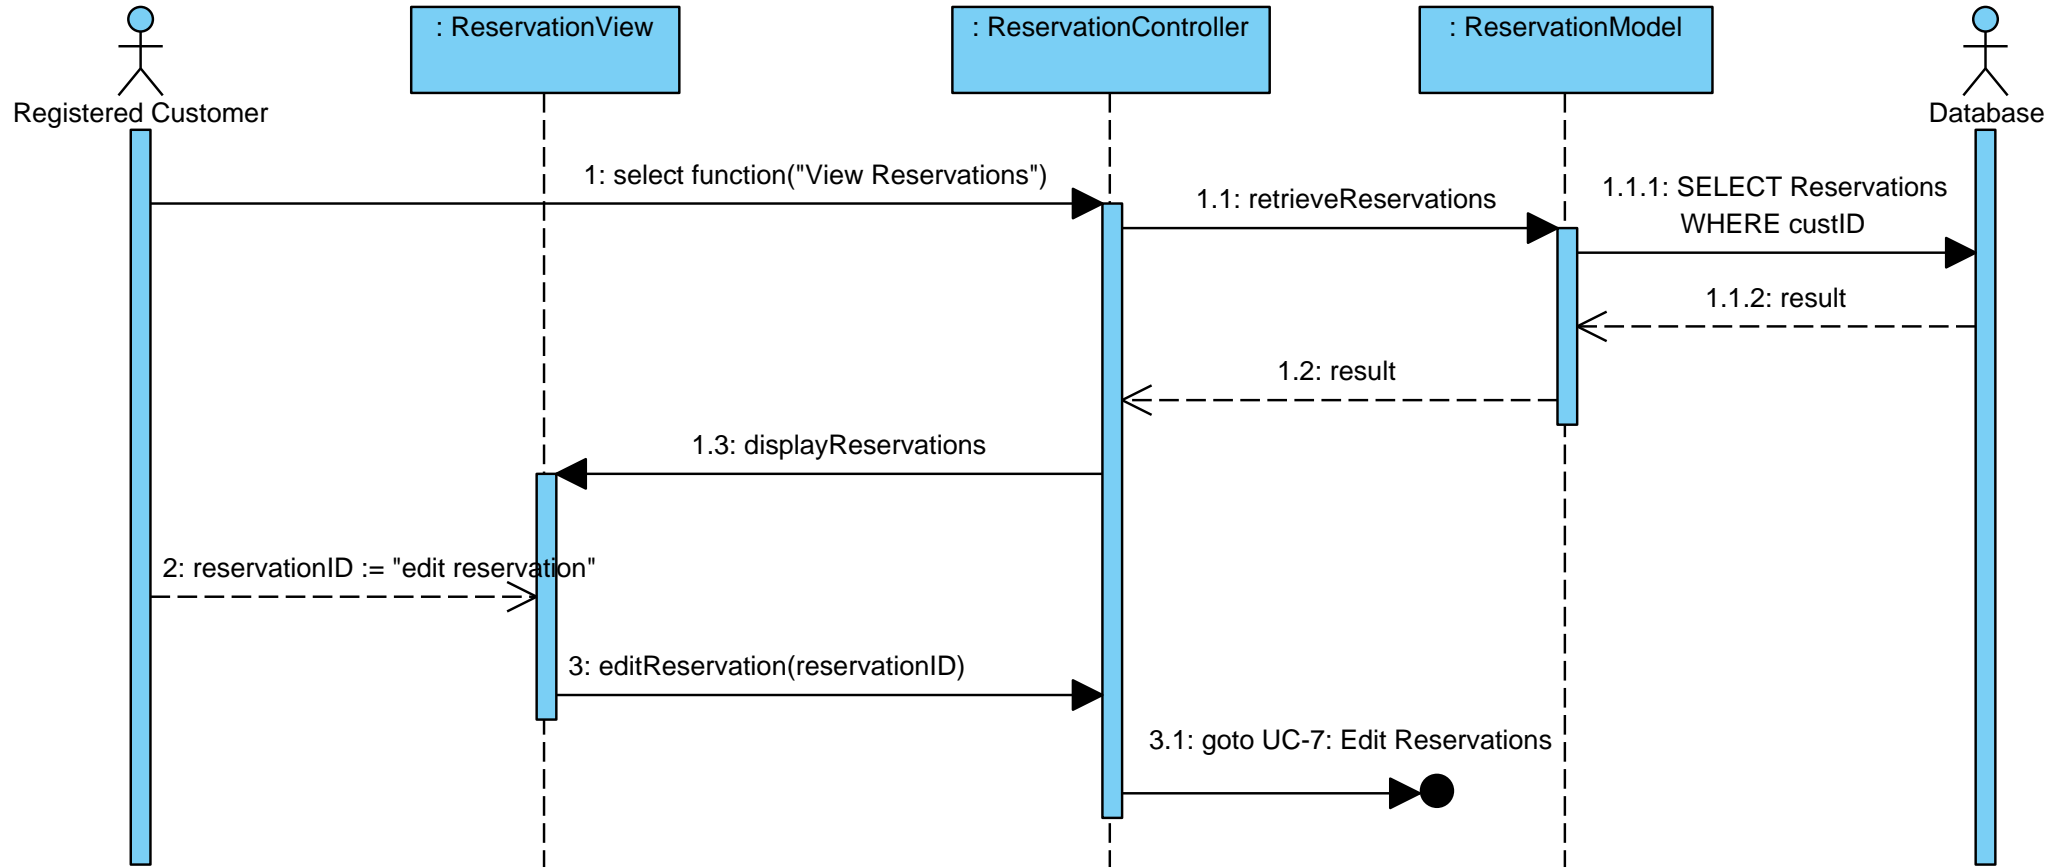 : ReservationView
: ReservationController
: ReservationModel
Registered Customer
Database
1: select function("View Reservations")
1.1: retrieveReservations
1.1.1: SELECT Reservations
WHERE custID
1.1.2: result
1.2: result
1.3: displayReservations
2: reservationID := "edit reservation"
3: editReservation(reservationID)
3.1: goto UC-7: Edit Reservations